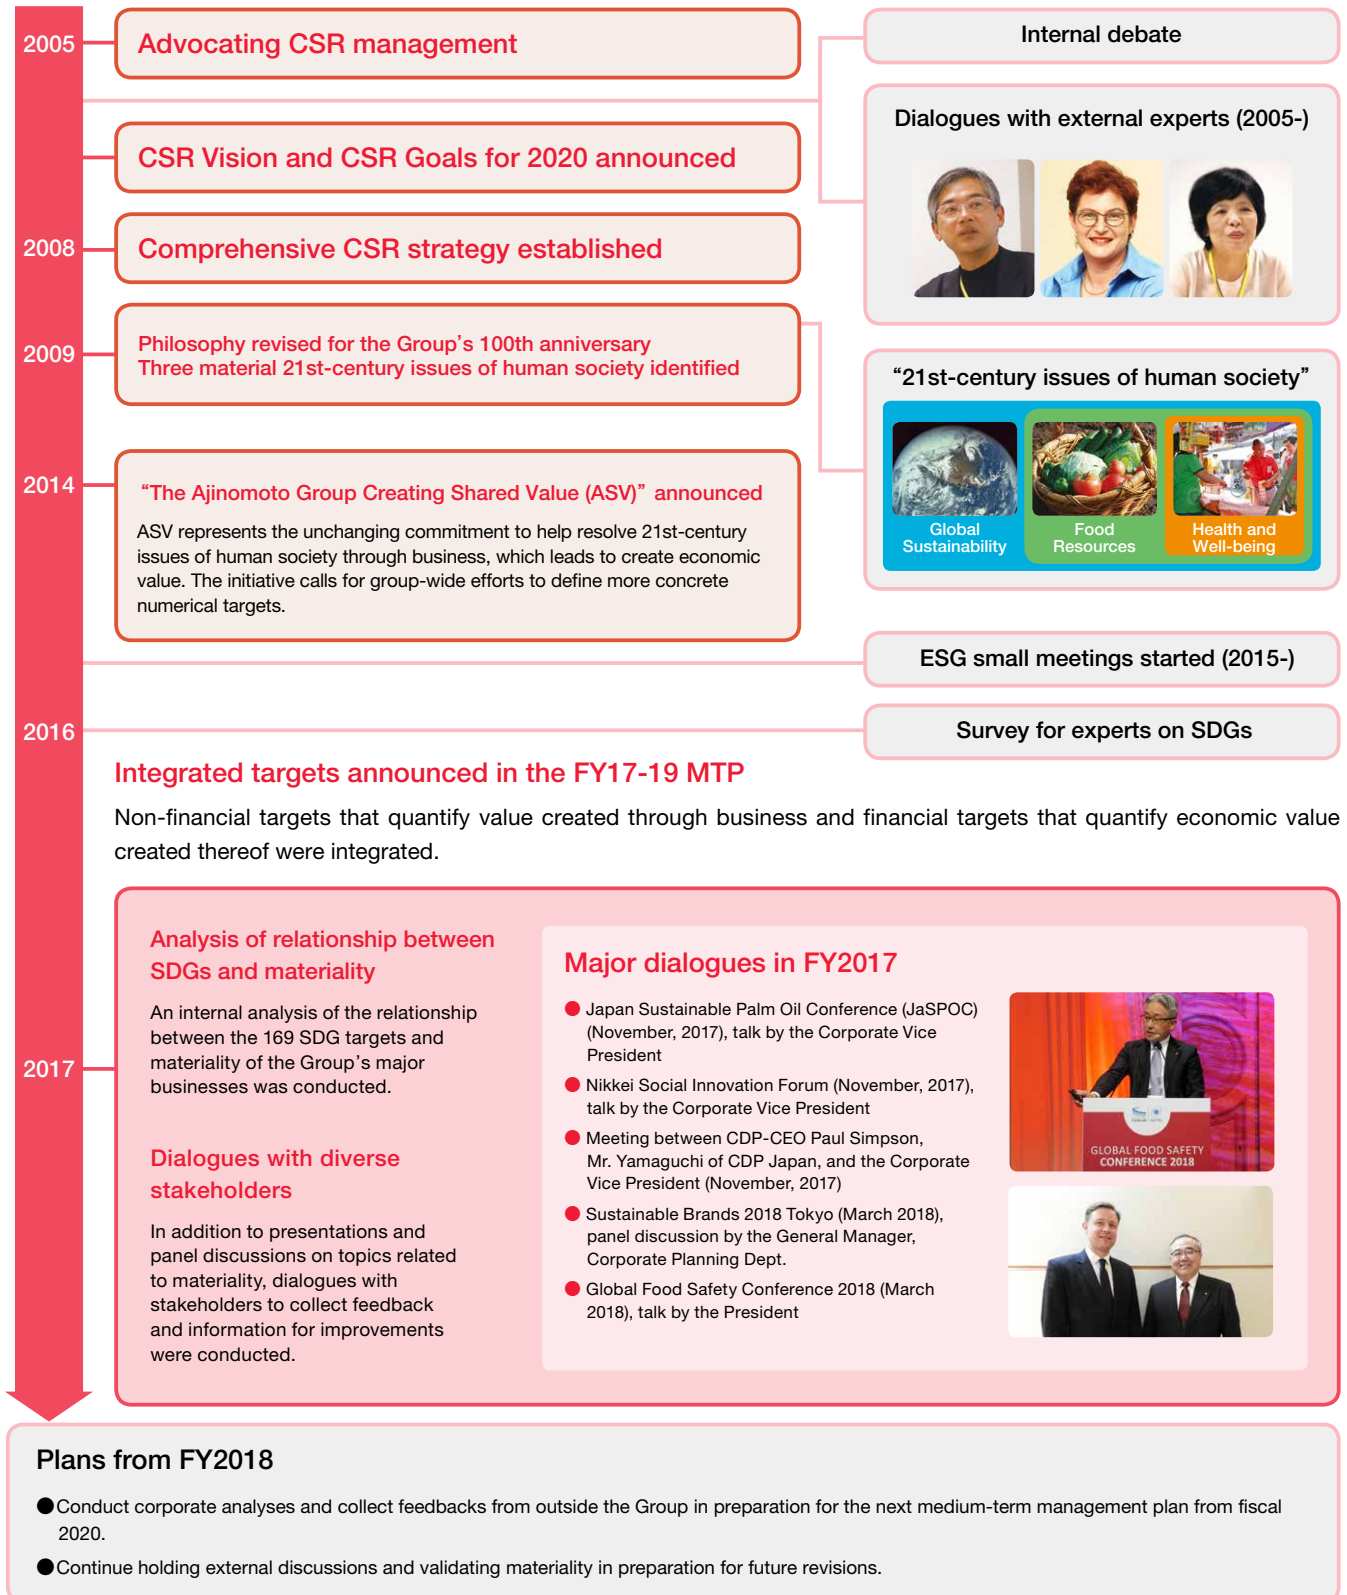 2005
Advocating CSR management
Internal debate
Dialogues with external experts (2005-)
CSR Vision and CSR Goals for 2020 announced
2008
Comprehensive CSR strategy established
2009
Philosophy revised for the Group's 100th anniversary
Three material 21st-century issues of human society identified
“21st-century issues of human society”
Global
Sustainability
Food
Resources
Health and
Well-being
2014
“The Ajinomoto Group Creating Shared Value (ASV)” announced
ASV represents the unchanging commitment to help resolve 21st-century
issues of human society through business, which leads to create economic
value. The initiative calls for group-wide efforts to define more concrete
numerical targets.
ESG small meetings started (2015-)
2016
Survey for experts on SDGs
Integrated targets announced in the FY17-19 MTP
Non-financial targets that quantify value created through business and financial targets that quantify economic value
created thereof were integrated.
2017
Analysis of relationship between
SDGs and materiality
An internal analysis of the relationship
between the 169 SDG targets and
materiality of the Group's major
businesses was conducted.
Dialogues with diverse
stakeholders
In addition to presentations and
panel discussions on topics related
to materiality, dialogues with
stakeholders to collect feedback
and information for improvements
were conducted.
Major dialogues in FY2017
● Japan Sustainable Palm Oil Conference (JaSPOC)
(November, 2017), talk by the Corporate Vice
President
● Nikkei Social Innovation Forum (November, 2017),
talk by the Corporate Vice President
● Meeting between CDP-CEO Paul Simpson,
Mr. Yamaguchi of CDP Japan, and the Corporate
Vice President (November, 2017)
● Sustainable Brands 2018 Tokyo (March 2018),
panel discussion by the General Manager,
Corporate Planning Dept.
● Global Food Safety Conference 2018 (March
2018), talk by the President
GLOBAL FOOD SAFETY
CONFERENCE 2018
Plans from FY2018
●Conduct corporate analyses and collect feedbacks from outside the Group in preparation for the next medium-term management plan from fiscal
2020.
●Continue holding external discussions and validating materiality in preparation for future revisions.